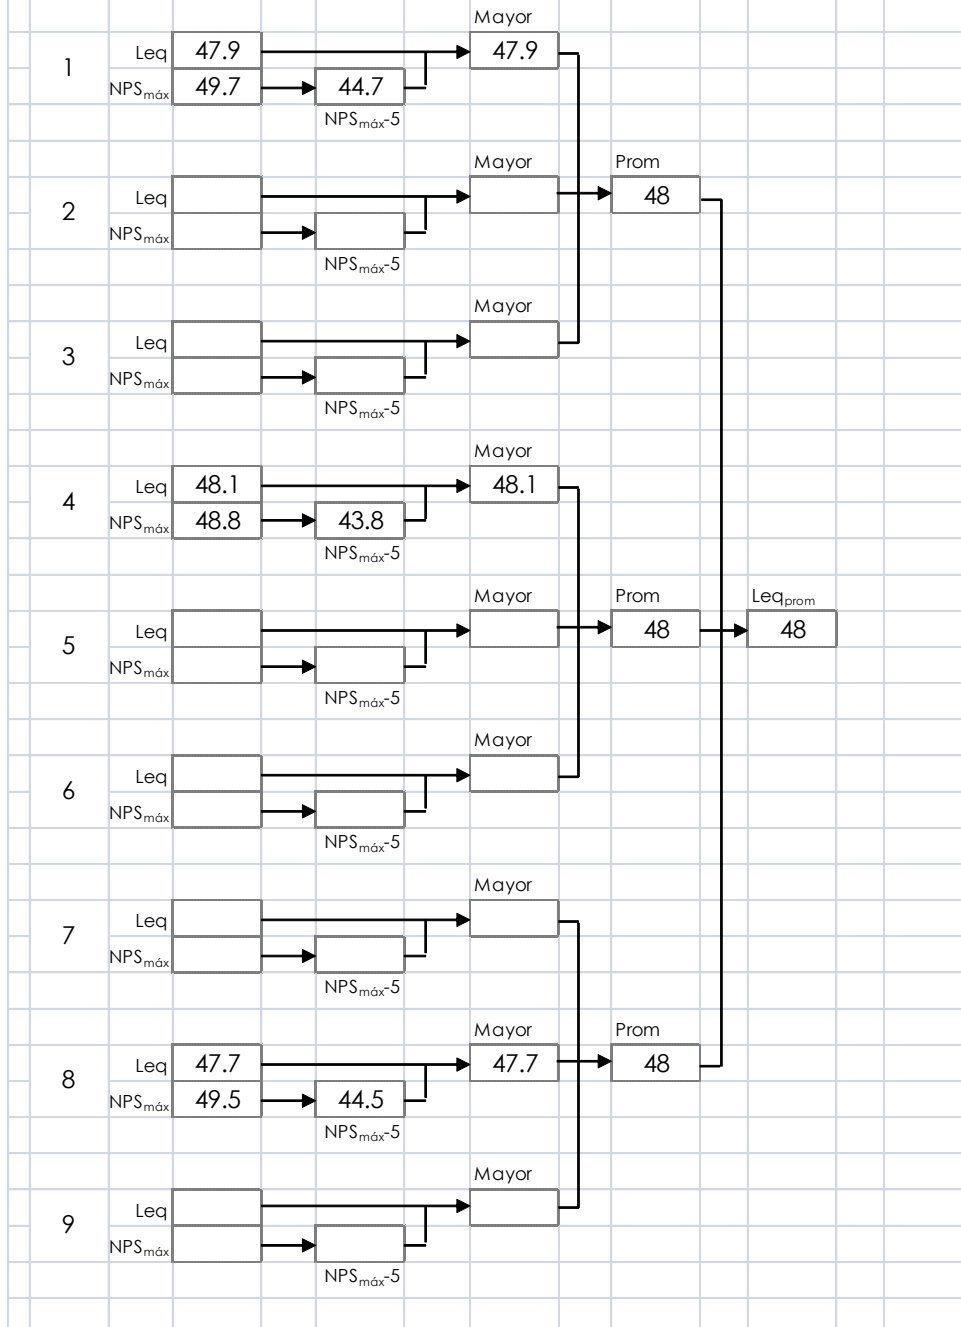 Mayor
1 Leq 47.9 47.9
NPSmáx 49.7 44.7
NPSmáx-5
Mayor Prom
2 Leq 48
NPSmáx
NPSmáx-5
Mayor
3 Leq
NPSmáx
NPSmáx-5
Mayor
4 Leq 48.1 48.1
NPSmáx 48.8 43.8
NPSmáx-5
Mayor Prom Leqprom
5 Leq 48 48
NPSmáx
NPSmáx-5
Mayor
6 Leq
NPSmáx
NPSmáx-5
Mayor
7 Leq
NPSmáx
NPSmáx-5
Mayor Prom
8 Leq 47.7 47.7 48
NPSmáx 49.5 44.5
NPSmáx-5
Mayor
9 Leq
NPSmáx
NPSmáx-5